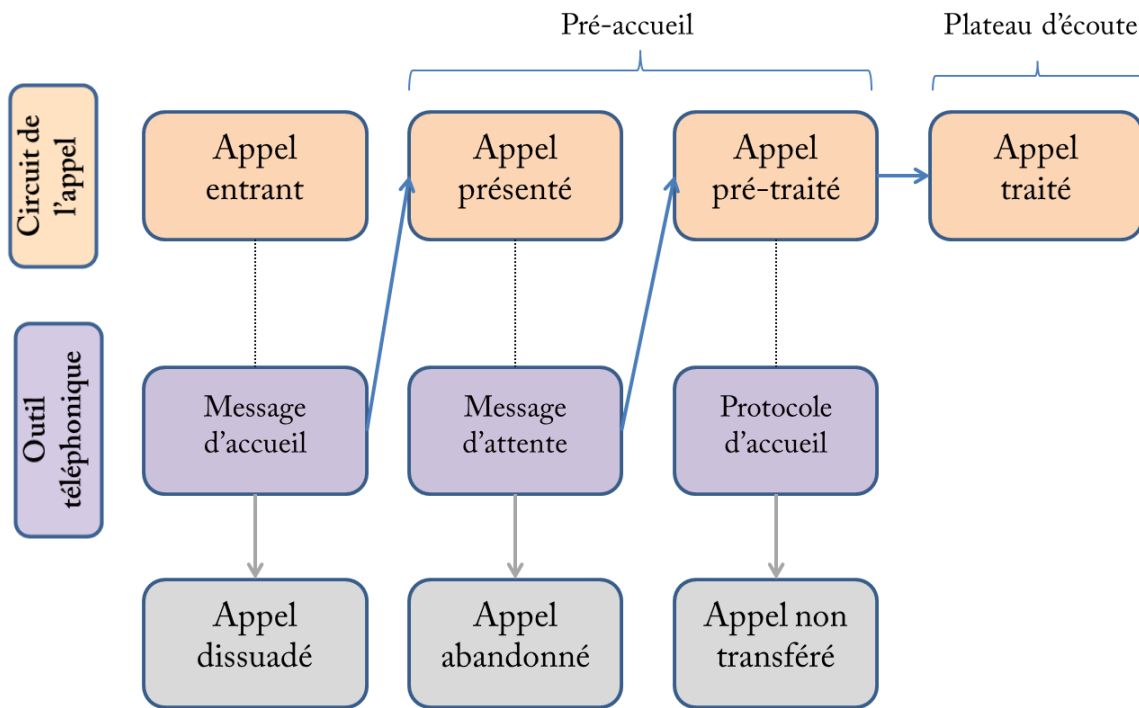 Pré-accueil
Plateau d'écoute
Circuit de
l'appel
Appel
entrant
Appel
présenté
Appel
pré-traité
Appel
traité
Outil
téléphonique
Message
d'accueil
Message
d'attente
Protocole
d'accueil
Appel
dissuadé
Appel
abandonné
Appel non
transféré